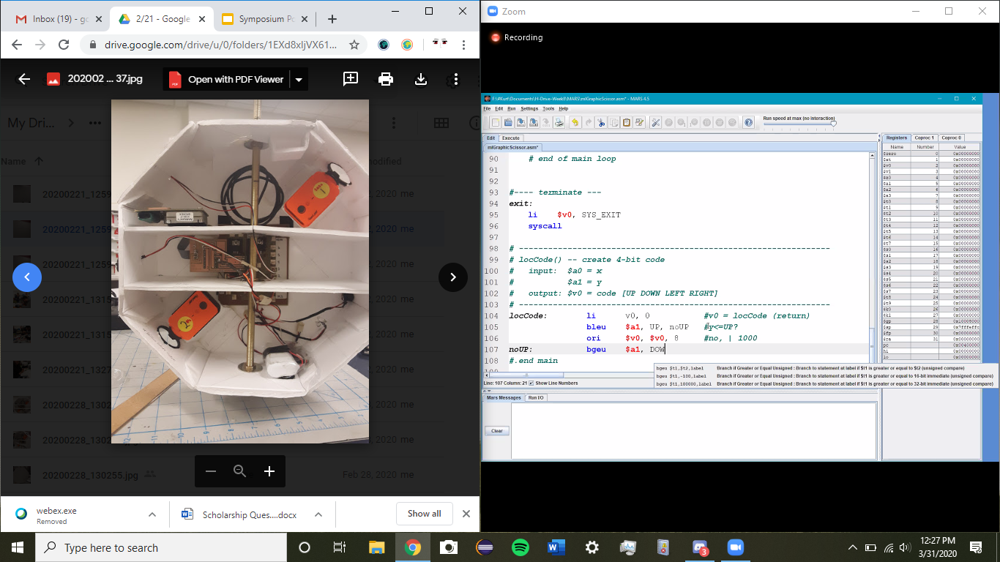 Inbox (19) - gc
2/21 - Google
Symposium Po
drive.google.com/drive/u/0/folders/1EXd8xIjVX61...
202002 ... 37.jpg
Open with PDF Viewer
My Dri...
Name
20200221_1259
20200221_1259
20200221_1259
20200221_1315
20200221_1315
20200221_1327
20200228_1302
20200228_1302
20200228_130255.jpg
Feb 28, 2020 me
webex.exe
Removed
Scholarship Ques....docx
Show all
Zoom
Recording
F:\#Kurt\Documents\H-Drive-Week8\MARS\mlGraphicScissor.asm* - MARS 4.5
File Edit Run Settings Tools Help
Run speed at max (no interaction)
Edit Execute
mlGraphicScissor.asm*
90 # end of main loop
91
92
93 #---- terminate ---
94 exit:
95 li $v0, SYS_EXIT
96 syscall
97
98 # ----------------------------------------------------------------
99 # locCode() -- create 4-bit code
100 # input: $a0 = x
101 # $a1 = y
102 # output: $v0 = code [UP DOWN LEFT RIGHT]
103 # ----------------------------------------------------------------
104 locCode: li v0, 0 #v0 = locCode (return)
105 bleu $a1, UP, noUP #y<=UP?
106 ori $v0, $v0, 8 #no, | 1000
107 noUP: bgeu $a1, DOW
108 #.end main
bgeu $t1,$t2,label Branch if Greater or Equal Unsigned : Branch to statement at label if $t1 is greater or equal to $t2 (unsigned compare)
bgeu $t1,-100,label Branch if Greater or Equal Unsigned : Branch to statement at label if $t1 is greater or equal to 16-bit immediate (unsigned compare)
bgeu $t1,100000,label Branch if Greater or Equal Unsigned : Branch to statement at label if $t1 is greater or equal to 32-bit immediate (unsigned compare)
Line: 107 Column: 21 Show Line Numbers
Mars Messages Run I/O
Clear
Registers Coproc 1 Coproc 0
Name Number Value
$zero 0 0x00000000
$at 1 0x00000000
$v0 2 0x00000000
$v1 3 0x00000000
$a0 4 0x00000000
$a1 5 0x00000000
$a2 6 0x00000000
$a3 7 0x00000000
$t0 8 0x00000000
$t1 9 0x00000000
$t2 10 0x00000000
$t3 11 0x00000000
$t4 12 0x00000000
$t5 13 0x00000000
$t6 14 0x00000000
$t7 15 0x00000000
$s0 16 0x00000000
$s1 17 0x00000000
$s2 18 0x00000000
$s3 19 0x00000000
$s4 20 0x00000000
$s5 21 0x00000000
$s6 22 0x00000000
$s7 23 0x00000000
$t8 24 0x00000000
$t9 25 0x00000000
$k0 26 0x00000000
$k1 27 0x00000000
$gp 28 0x10008000
$sp 29 0x7fffeffc
$fp 30 0x00000000
$ra 31 0x00000000
pc 0x00400000
hi 0x00000000
lo 0x00000000
Type here to search
12:27 PM
3/31/2020